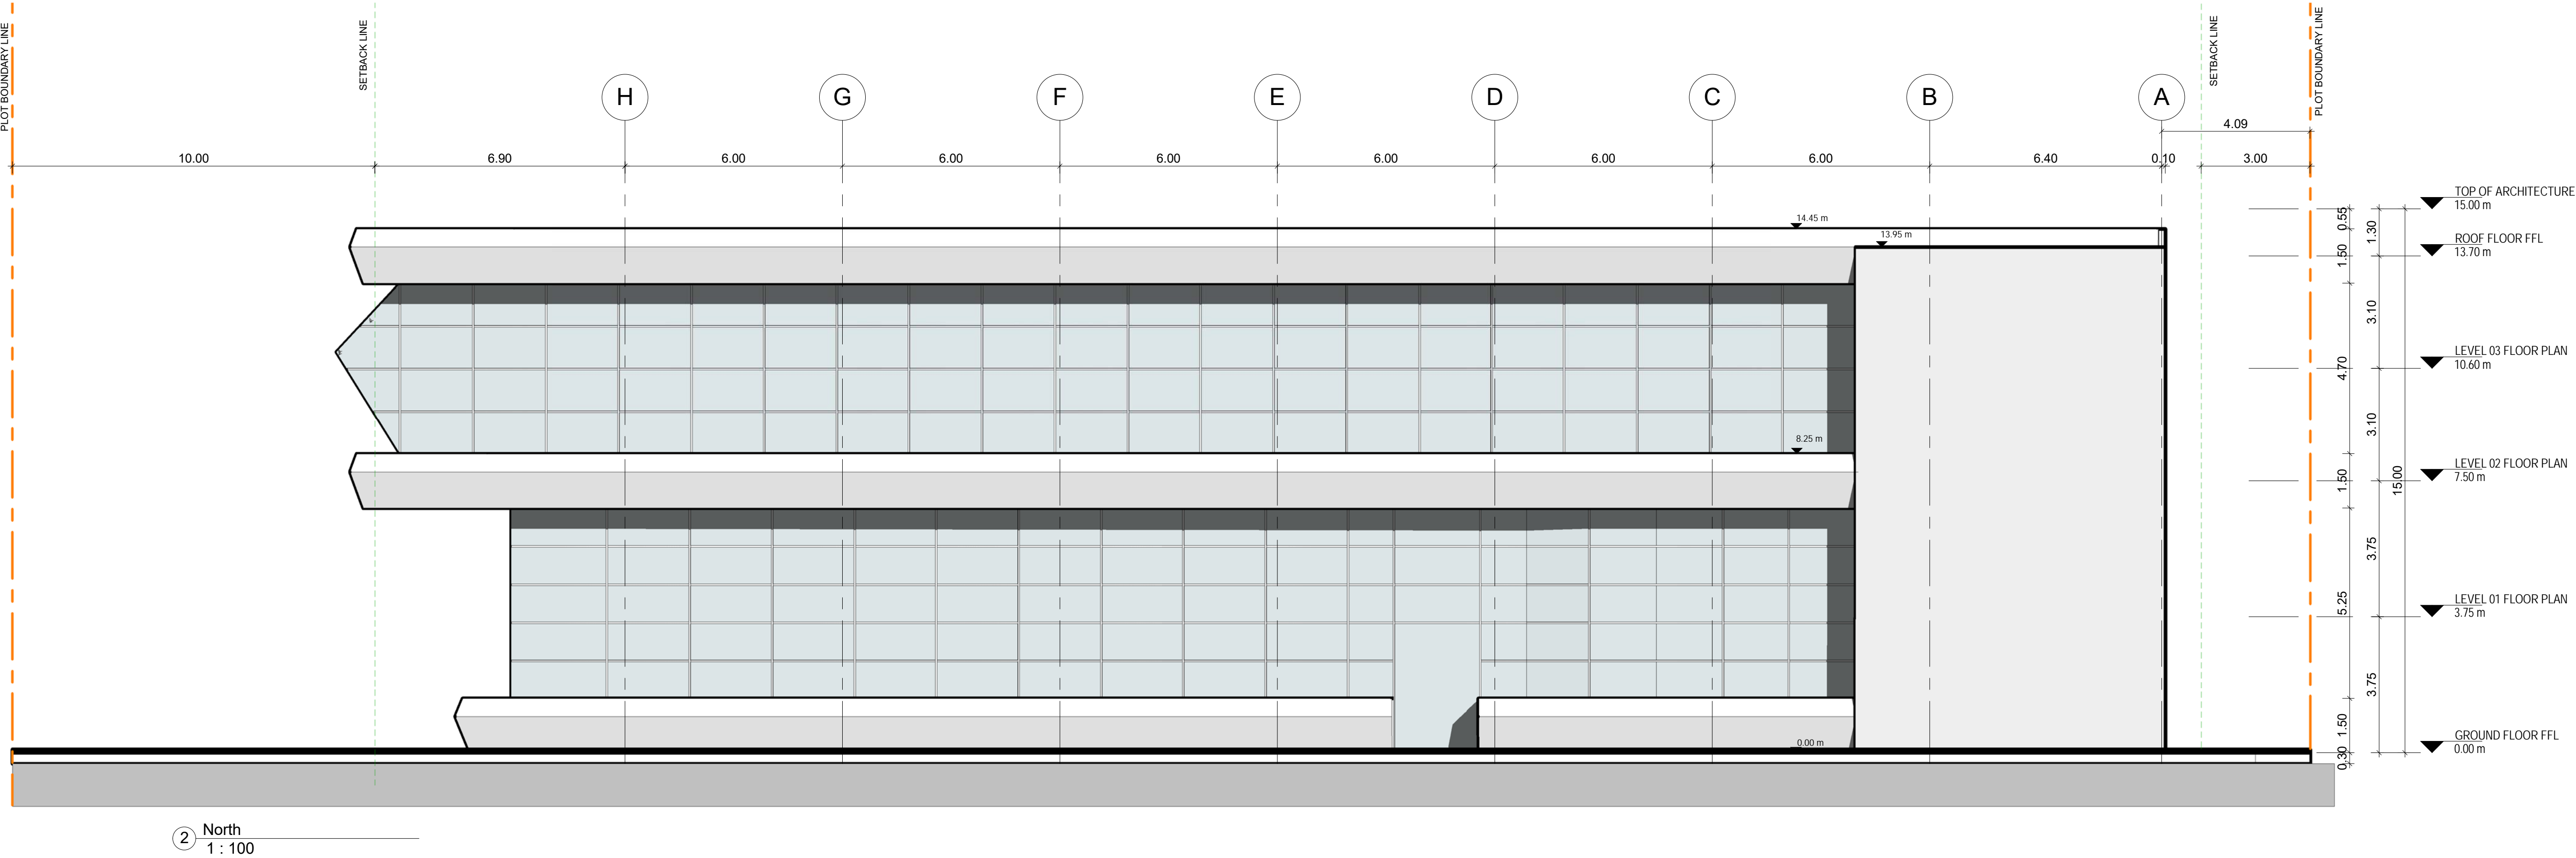 PLOT BOUNDARY LINE
SETBACK LINE
SETBACK LINE
PLOT BOUNDARY LINE
H
G
F
E
D
C
B
A
4.09
10.00
6.90
6.00
6.00
6.00
6.00
6.00
6.00
6.40
0.10
3.00
TOP OF ARCHITECTURE
15.00 m
0.55
1.30
14.45 m
13.95 m
ROOF FLOOR FFL
13.70 m
1.50
3.10
LEVEL 03 FLOOR PLAN
10.60 m
4.70
3.10
8.25 m
LEVEL 02 FLOOR PLAN
7.50 m
1.50
15.00
3.75
LEVEL 01 FLOOR PLAN
3.75 m
5.25
3.75
1.50
0.00 m
GROUND FLOOR FFL
0.00 m
0.30
2
North
1 : 100